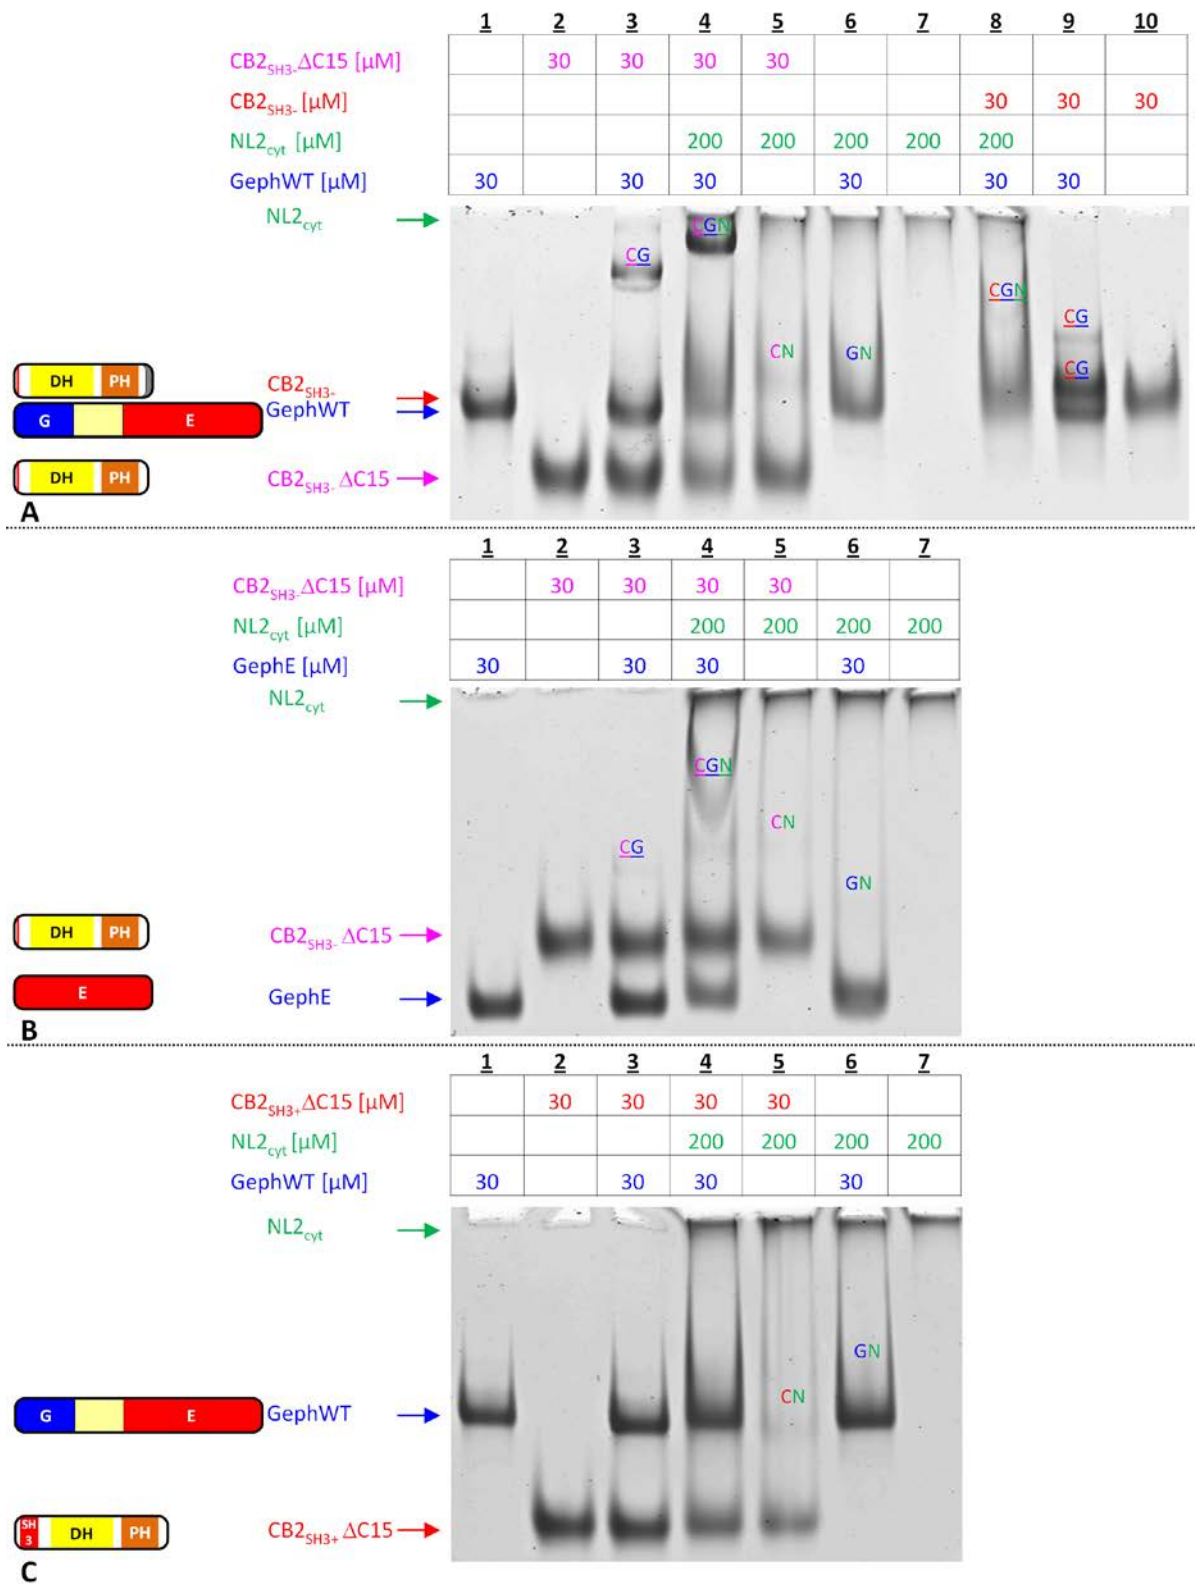 1 2 3 4 5 6 7 8 9 10
CB2SH3-ΔC15 [µM] 30 30 30 30
CB2SH3- [µM] 30 30 30
NL2cyt [µM] 200 200 200 200 200
GephWT [µM] 30 30 30 30 30 30
NL2cyt
CGN
CG
CGN
CG
CN GN
CG
DH PH CB2SH3-
G E GephWT
DH PH CB2SH3-ΔC15
A
1 2 3 4 5 6 7
CB2SH3-ΔC15 [µM] 30 30 30 30
NL2cyt [µM] 200 200 200 200
GephE [µM] 30 30 30 30
NL2cyt
CGN
CN
CG
GN
DH PH CB2SH3-ΔC15
E GephE
B
1 2 3 4 5 6 7
CB2SH3+ΔC15 [µM] 30 30 30 30
NL2cyt [µM] 200 200 200 200
GephWT [µM] 30 30 30 30
NL2cyt
GN
CN
G E GephWT
SH3 DH PH CB2SH3+ΔC15
C